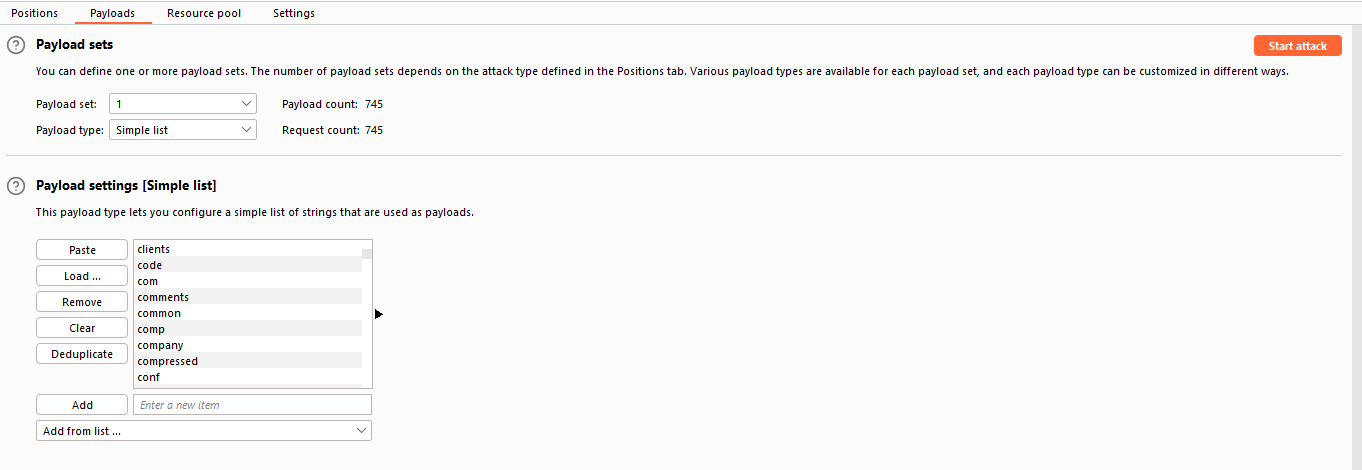 Positions Payloads Resource pool Settings
Payload sets
Start attack
You can define one or more payload sets. The number of payload sets depends on the attack type defined in the Positions tab. Various payload types are available for each payload set, and each payload type can be customized in different ways.
Payload set: 1 Payload count: 745
Payload type: Simple list Request count: 745
Payload settings [Simple list]
This payload type lets you configure a simple list of strings that are used as payloads.
Paste
Load ...
Remove
Clear
Deduplicate
clients
code
com
comments
common
comp
company
compressed
conf
Add Enter a new item
Add from list ...